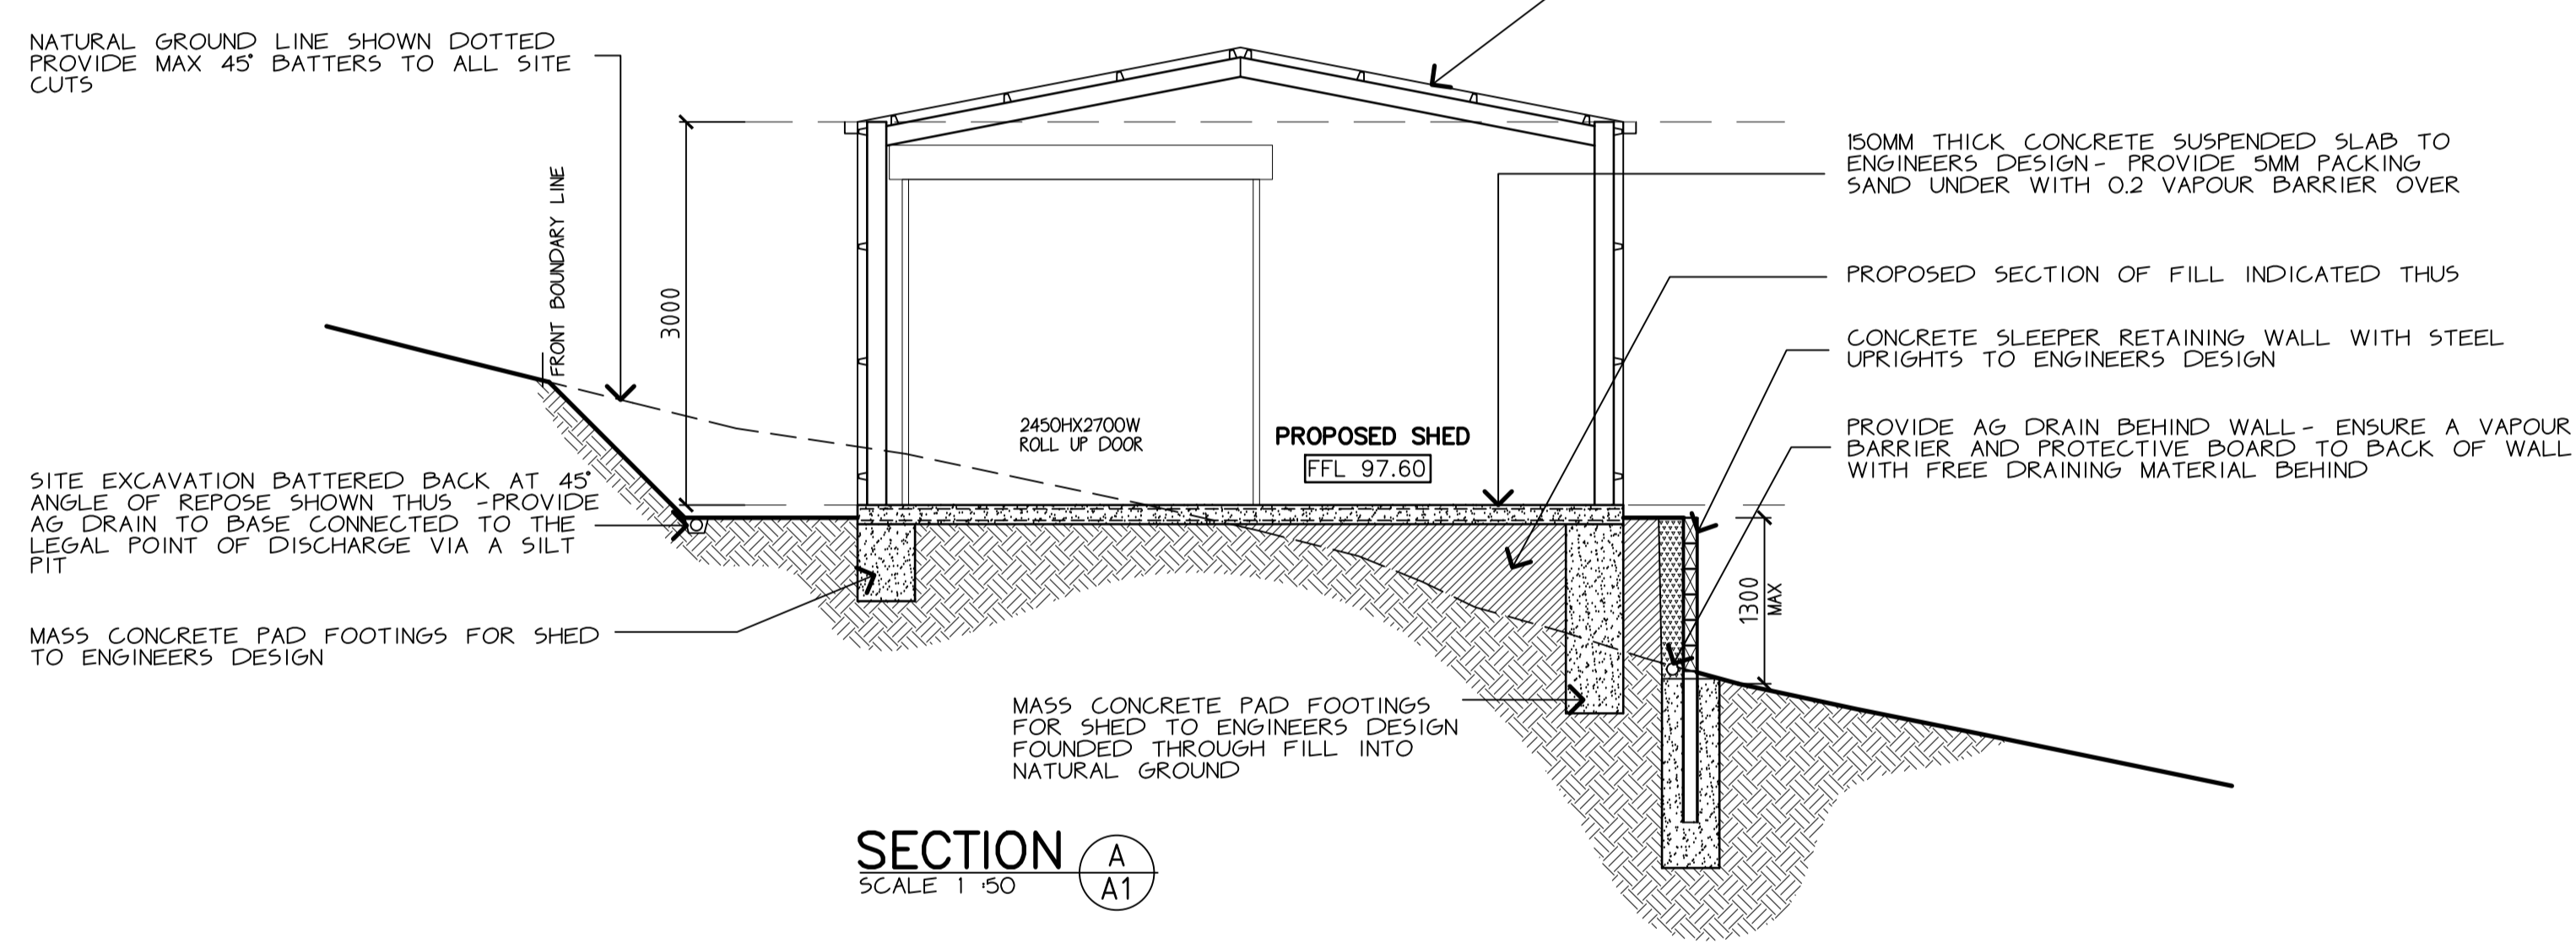 NATURAL GROUND LINE SHOWN DOTTED
PROVIDE MAX 45° BATTERS TO ALL SITE
CUTS
FRONT BOUNDARY LINE
3000
150MM THICK CONCRETE SUSPENDED SLAB TO
ENGINEERS DESIGN- PROVIDE 5MM PACKING
SAND UNDER WITH 0.2 VAPOUR BARRIER OVER
PROPOSED SECTION OF FILL INDICATED THUS
CONCRETE SLEEPER RETAINING WALL WITH STEEL
UPRIGHTS TO ENGINEERS DESIGN
2450HX2700W
ROLL UP DOOR
PROPOSED SHED
FFL 97.60
PROVIDE AG DRAIN BEHIND WALL- ENSURE A VAPOUR
BARRIER AND PROTECTIVE BOARD TO BACK OF WALL
WITH FREE DRAINING MATERIAL BEHIND
SITE EXCAVATION BATTERED BACK AT 45°
ANGLE OF REPOSE SHOWN THUS -PROVIDE
AG DRAIN TO BASE CONNECTED TO THE
LEGAL POINT OF DISCHARGE VIA A SILT
PIT
1300
MAX
MASS CONCRETE PAD FOOTINGS FOR SHED
TO ENGINEERS DESIGN
MASS CONCRETE PAD FOOTINGS
FOR SHED TO ENGINEERS DESIGN
FOUNDED THROUGH FILL INTO
NATURAL GROUND
SECTION
SCALE 1 :50
A
A1